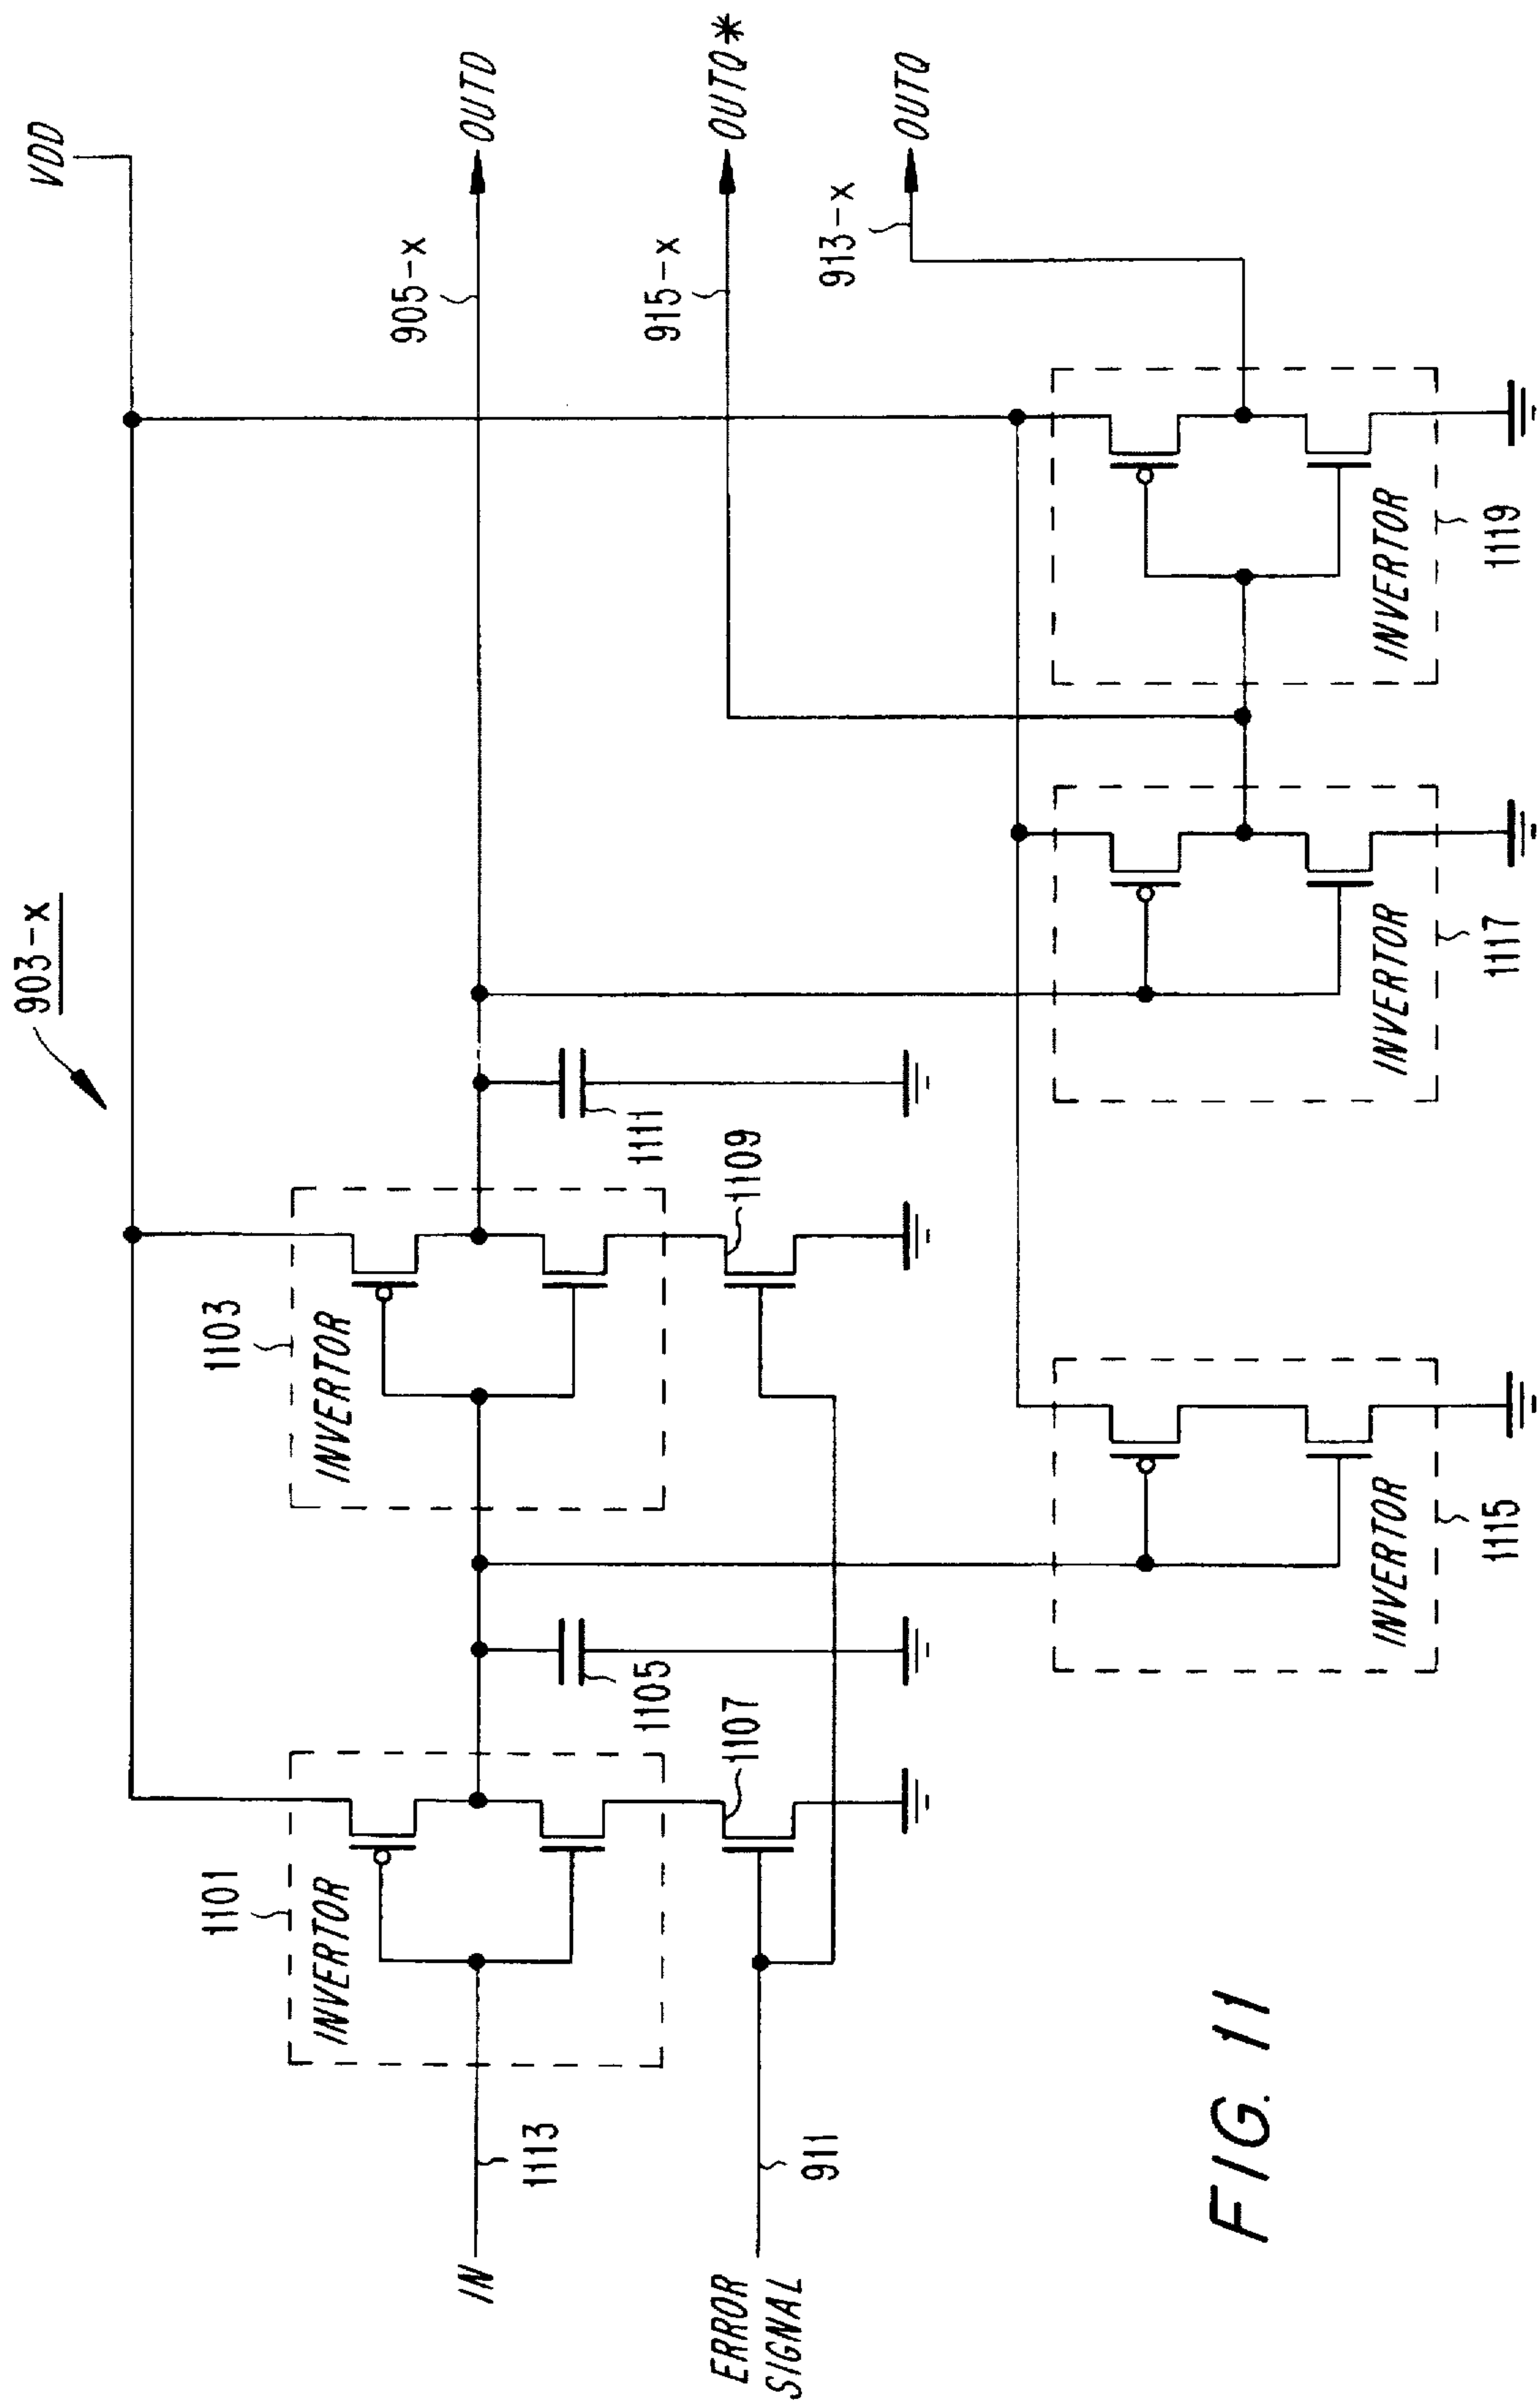 903-x
VDD
1101
INVERTOR
1103
INVERTOR
905-x
OUTD
IN
1113
1105
1111
915-x
OUTQ*
ERROR
SIGNAL
911
1107
1109
913-x
OUTQ
INVERTOR
1115
INVERTOR
1117
INVERTOR
1119
FIG. 11